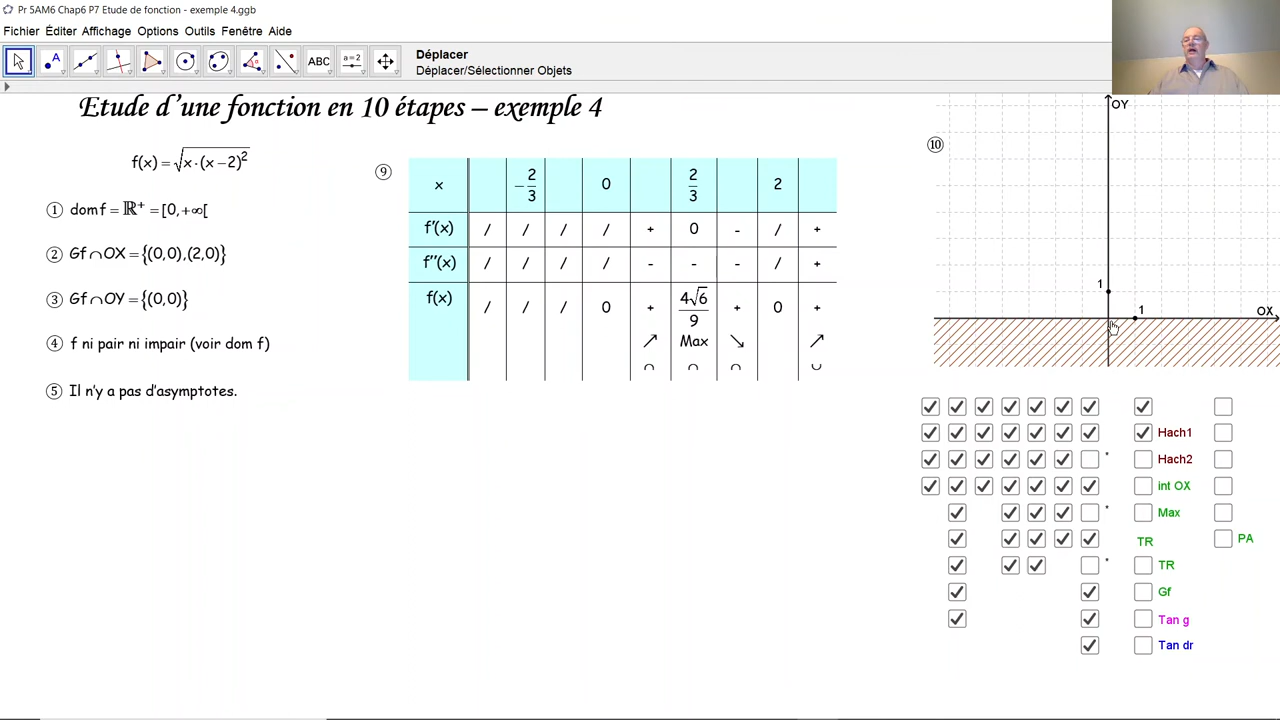 Pr 5AM6 Chap6 P7 Etude de fonction - exemple 4.ggb
Fichier Éditer Affichage Options Outils Fenêtre Aide
A
ABC
a=2
Déplacer
Déplacer/Sélectionner Objets
Etude d'une fonction en 10 étapes – exemple 4
f(x) = √x·(x−2)²
① dom f = ℝ⁺ = [0,+∞[
② Gf ∩ OX = {(0,0),(2,0)}
③ Gf ∩ OY = {(0,0)}
④ f ni pair ni impair (voir dom f)
⑤ Il n'y a pas d'asymptotes.
⑨
x −2/3 0 2/3 2
f'(x) / / / / + 0 - / +
f''(x) / / / / - - - / +
f(x) / / / 0 + 4√6/9 + 0 +
↗ Max ↘ ↗
∩ ∩ ∩ ∪
⑩
OY
1
1
OX
Hach1
* Hach2
int OX
* Max
TR PA
* TR
Gf
Tan g
Tan dr